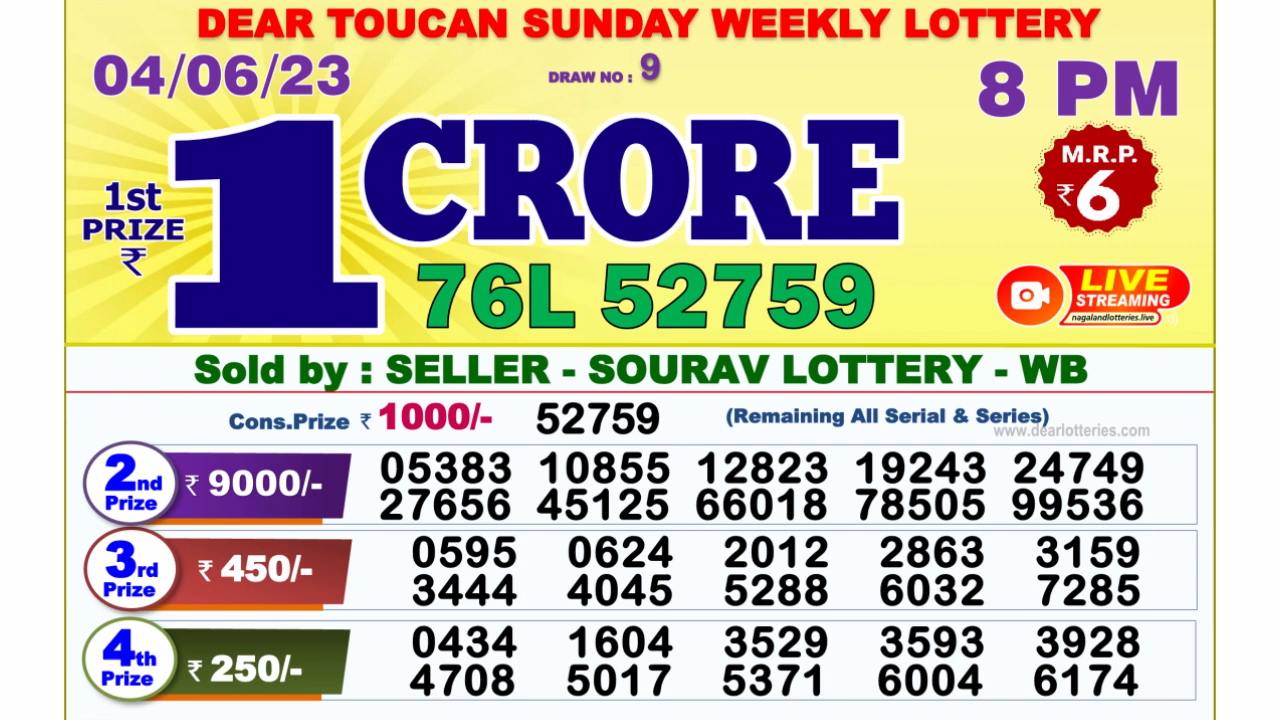 DEAR TOUCAN SUNDAY WEEKLY LOTTERY
04/06/23
DRAW NO : 9
8 PM
1st
PRIZE
₹
1 CRORE
M.R.P.
₹ 6
76L 52759
LIVE
STREAMING
nagalandlotteries.live
Sold by : SELLER - SOURAV LOTTERY - WB
Cons.Prize ₹ 1000/- 52759 (Remaining All Serial & Series)
www.dearlotteries.com
2nd Prize ₹ 9000/-
05383 10855 12823 19243 24749
27656 45125 66018 78505 99536
3rd Prize ₹ 450/-
0595 0624 2012 2863 3159
3444 4045 5288 6032 7285
4th Prize ₹ 250/-
0434 1604 3529 3593 3928
4708 5017 5371 6004 6174